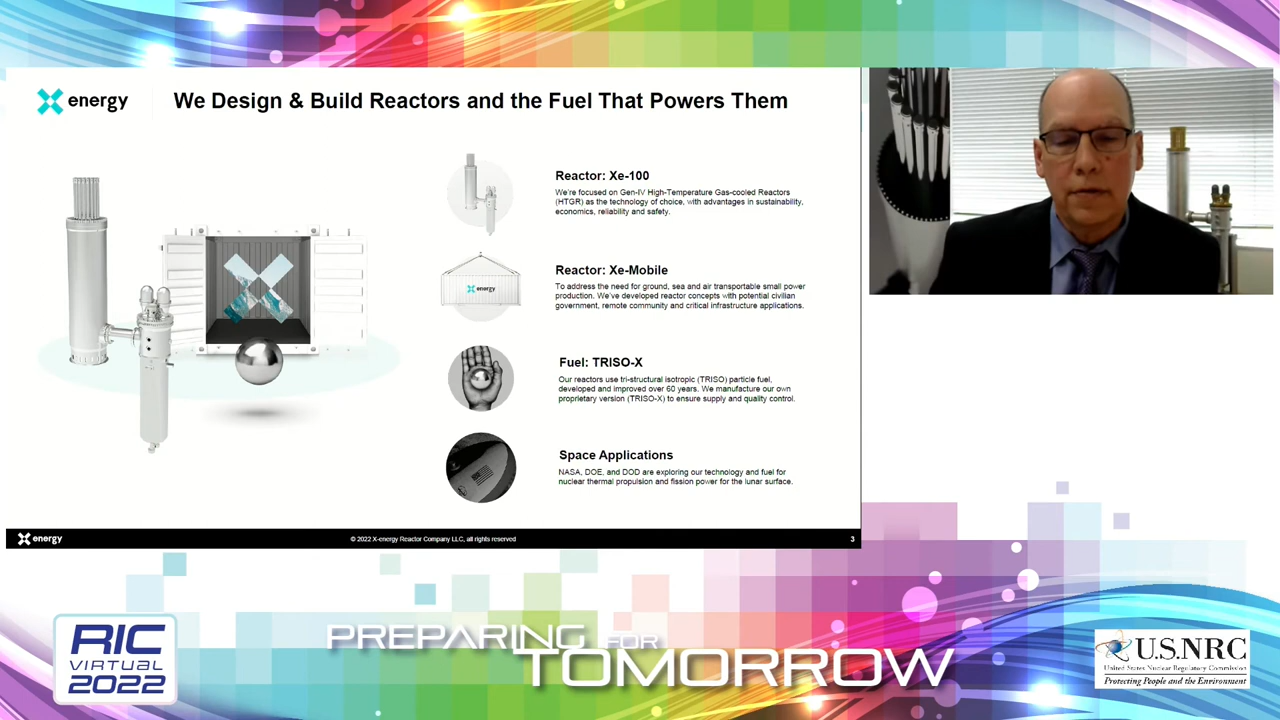 energy
We Design & Build Reactors and the Fuel That Powers Them
Reactor: Xe-100
We're focused on Gen-IV High-Temperature Gas-cooled Reactors
(HTGR) as the technology of choice, with advantages in sustainability,
economics, reliability and safety.
Reactor: Xe-Mobile
energy
To address the need for ground, sea and air transportable small power
production. We've developed reactor concepts with potential civilian
government, remote community and critical infrastructure applications.
Fuel: TRISO-X
Our reactors use tri-structural isotropic (TRISO) particle fuel,
developed and improved over 60 years. We manufacture our own
proprietary version (TRISO-X) to ensure supply and quality control.
Space Applications
NASA, DOE, and DOD are exploring our technology and fuel for
nuclear thermal propulsion and fission power for the lunar surface.
energy
© 2022 X-energy Reactor Company LLC, all rights reserved
3
RIC
VIRTUAL
2022
PREPARING FOR
TOMORROW
U.S.NRC
United States Nuclear Regulatory Commission
Protecting People and the Environment